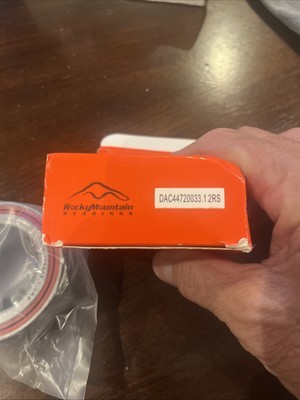 RockyMountain
BEARINGS
DAC44720033.1 2RS